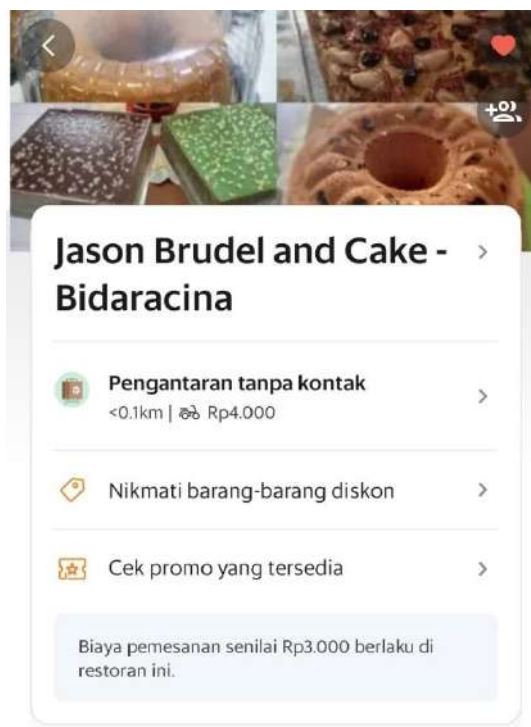 Jason Brudel and Cake -
Bidaracina
Pengantaran tanpa kontak
<0.1km | Rp4.000
Nikmati barang-barang diskon
Cek promo yang tersedia
Biaya pemesanan senilai Rp3.000 berlaku di
restoran ini.